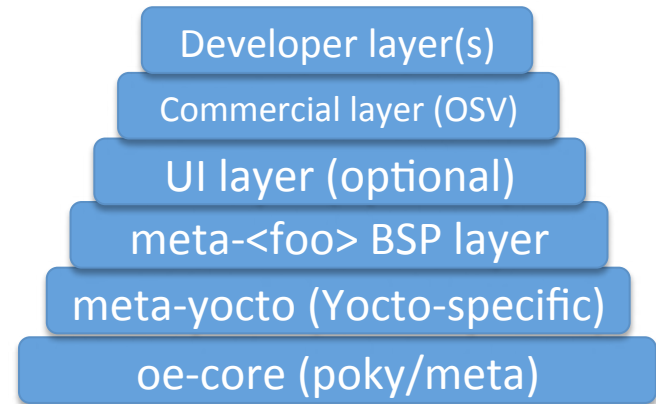 Developer layer(s)
Commercial layer (OSV)
UI layer (optional)
meta-<foo> BSP layer
meta-yocto (Yocto-specific)
oe-core (poky/meta)